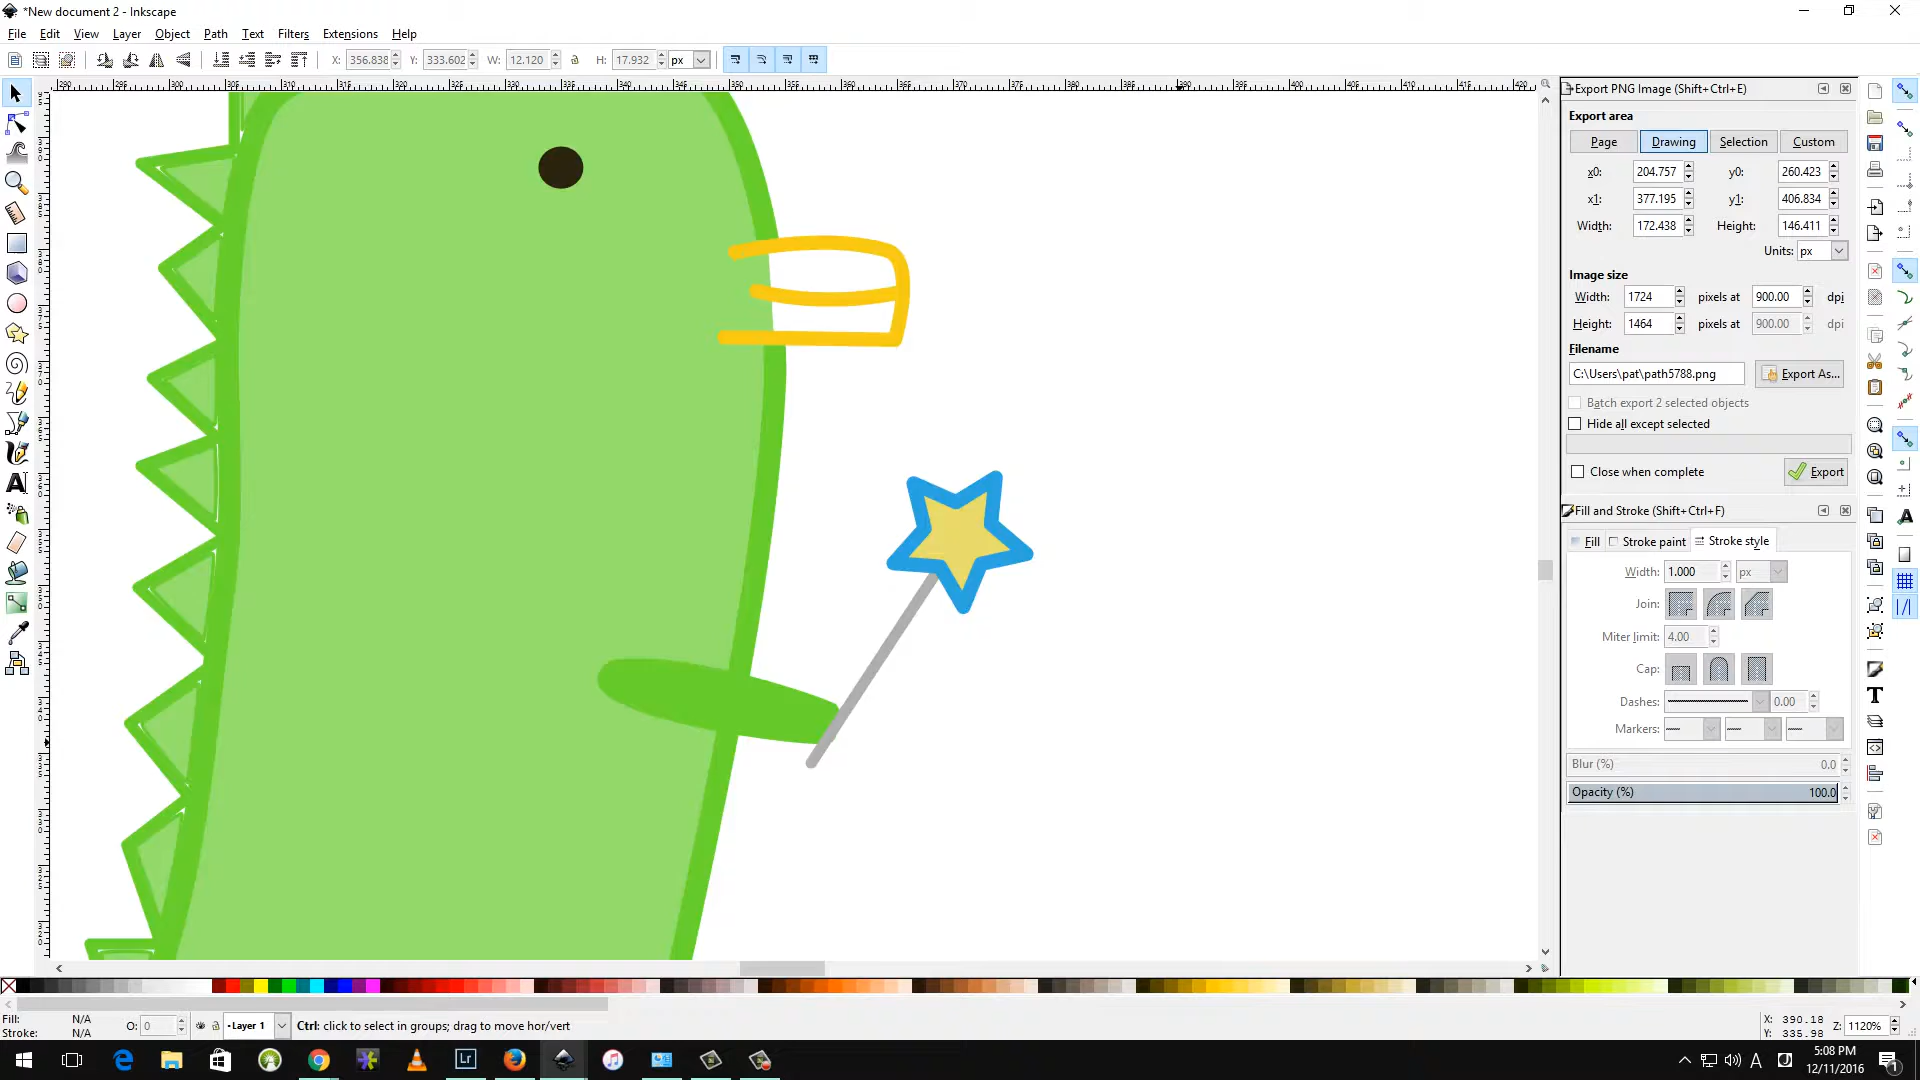 *New document 2 - Inkscape
File Edit View Layer Object Path Text Filters Extensions Help
X: 356.838 Y: 333.602 W: 12.120 H: 17.932 px
Export PNG Image (Shift+Ctrl+E)
Export area
Page Drawing Selection Custom
x0: 204.757 y0: 260.423
x1: 377.195 y1: 406.834
Width: 172.438 Height: 146.411
Units: px
Image size
Width: 1724 pixels at 900.00 dpi
Height: 1464 pixels at 900.00 dpi
Filename
C:\Users\pat\path5788.png Export As...
Batch export 2 selected objects
Hide all except selected
Close when complete Export
Fill and Stroke (Shift+Ctrl+F)
Fill Stroke paint Stroke style
Width: 1.000 px
Join:
Miter limit: 4.00
Cap:
Dashes: 0.00
Markers:
Blur (%) 0.0
Opacity (%) 100.0
Fill: N/A
Stroke: N/A
O: 0 Layer 1 Ctrl: click to select in groups; drag to move hor/vert
X: 390.18
Y: 335.98
Z: 1120%
Lr
5:08 PM
12/11/2016